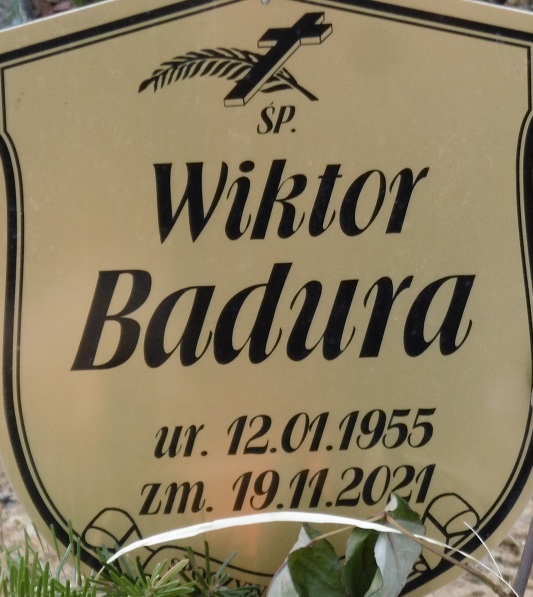 ŚP.
Wiktor
Badura
ur. 12.01.1955
zm. 19.11.2021